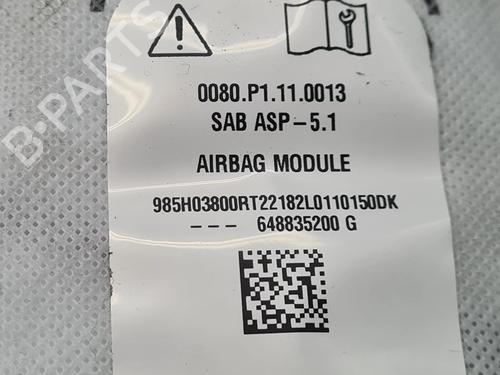 0080.P1.11.0013
SAB ASP-5.1
AIRBAG MODULE
985H03800RT22182L0110150DK
--- 648835200 G
B-Parts